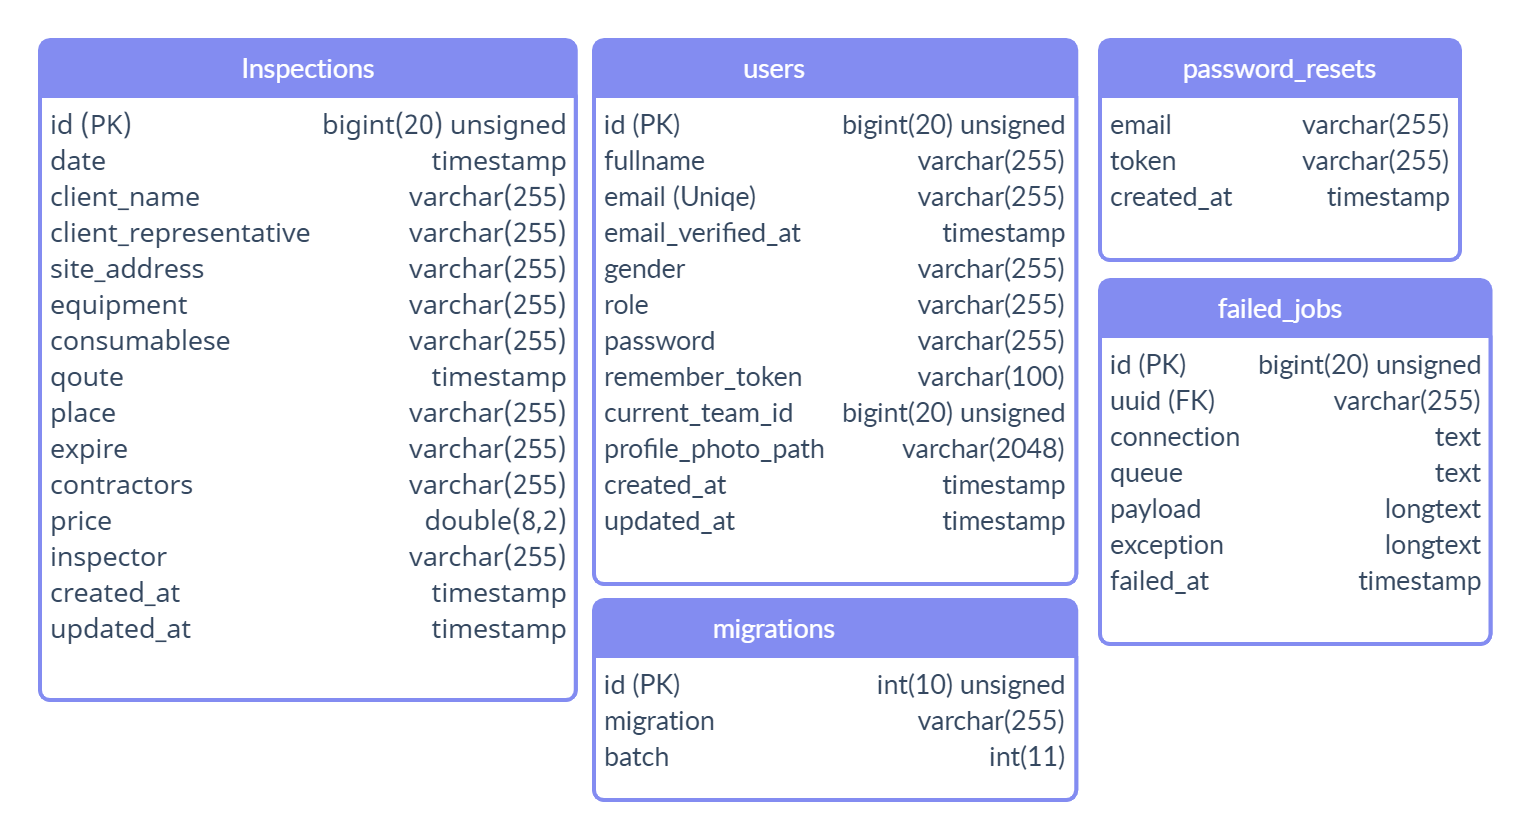 Inspections
id (PK) bigint(20) unsigned
date timestamp
client_name varchar(255)
client_representative varchar(255)
site_address varchar(255)
equipment varchar(255)
consumablese varchar(255)
qoute timestamp
place varchar(255)
expire varchar(255)
contractors varchar(255)
price double(8,2)
inspector varchar(255)
created_at timestamp
updated_at timestamp
users
id (PK) bigint(20) unsigned
fullname varchar(255)
email (Uniqe) varchar(255)
email_verified_at timestamp
gender varchar(255)
role varchar(255)
password varchar(255)
remember_token varchar(100)
current_team_id bigint(20) unsigned
profile_photo_path varchar(2048)
created_at timestamp
updated_at timestamp
migrations
id (PK) int(10) unsigned
migration varchar(255)
batch int(11)
password_resets
email varchar(255)
token varchar(255)
created_at timestamp
failed_jobs
id (PK) bigint(20) unsigned
uuid (FK) varchar(255)
connection text
queue text
payload longtext
exception longtext
failed_at timestamp